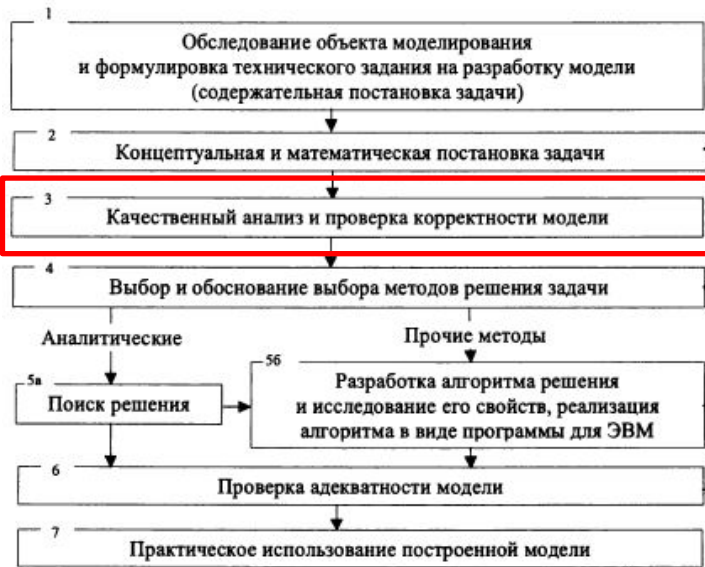 1
Обследование объекта моделирования
и формулировка технического задания на разработку модели
(содержательная постановка задачи)
2
Концептуальная и математическая постановка задачи
3
Качественный анализ и проверка корректности модели
4
Выбор и обоснование выбора методов решения задачи
Аналитические
Прочие методы
5а
Поиск решения
5б
Разработка алгоритма решения
и исследование его свойств, реализация
алгоритма в виде программы для ЭВМ
6
Проверка адекватности модели
7
Практическое использование построенной модели